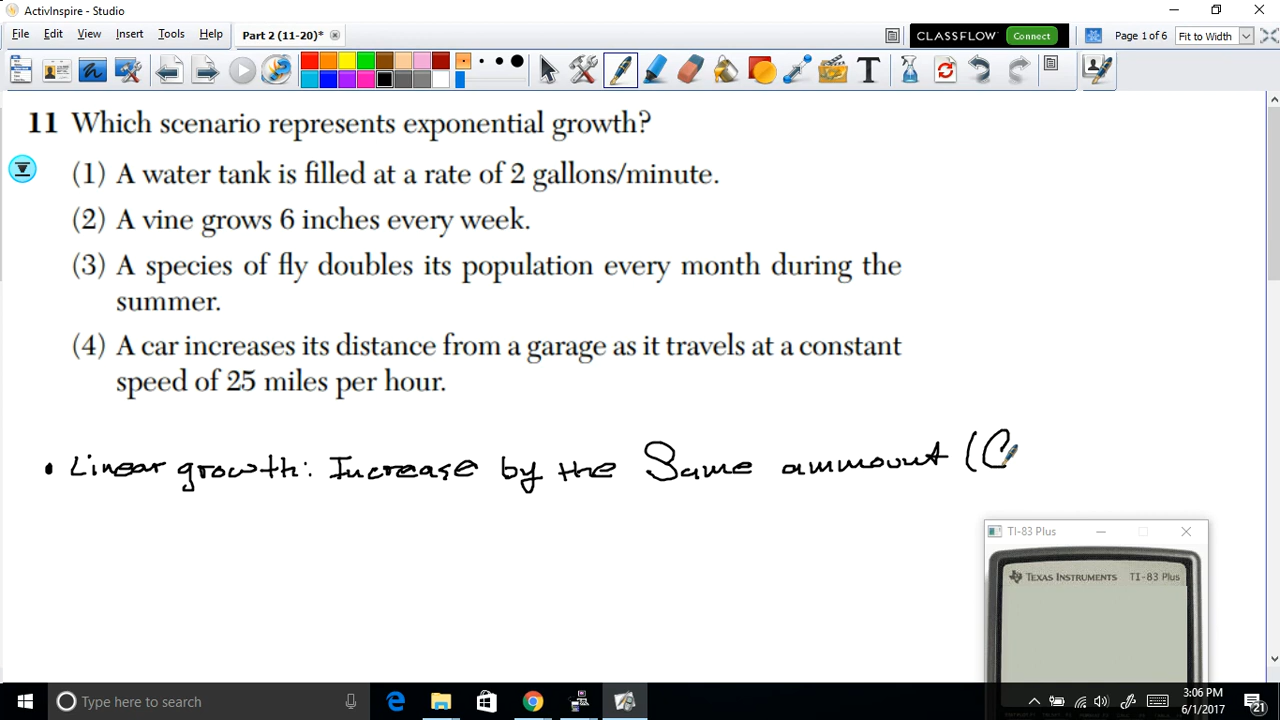 ActivInspire - Studio
File Edit View Insert Tools Help Part 2 (11-20)* CLASSFLOW Connect Page 1 of 6 Fit to Width
11 Which scenario represents exponential growth?
(1) A water tank is filled at a rate of 2 gallons/minute.
(2) A vine grows 6 inches every week.
(3) A species of fly doubles its population every month during the
summer.
(4) A car increases its distance from a garage as it travels at a constant
speed of 25 miles per hour.
• Linear growth: Increase by the Same ammount (C
TI-83 Plus
TEXAS INSTRUMENTS TI-83 Plus
Type here to search
3:06 PM
6/1/2017
21